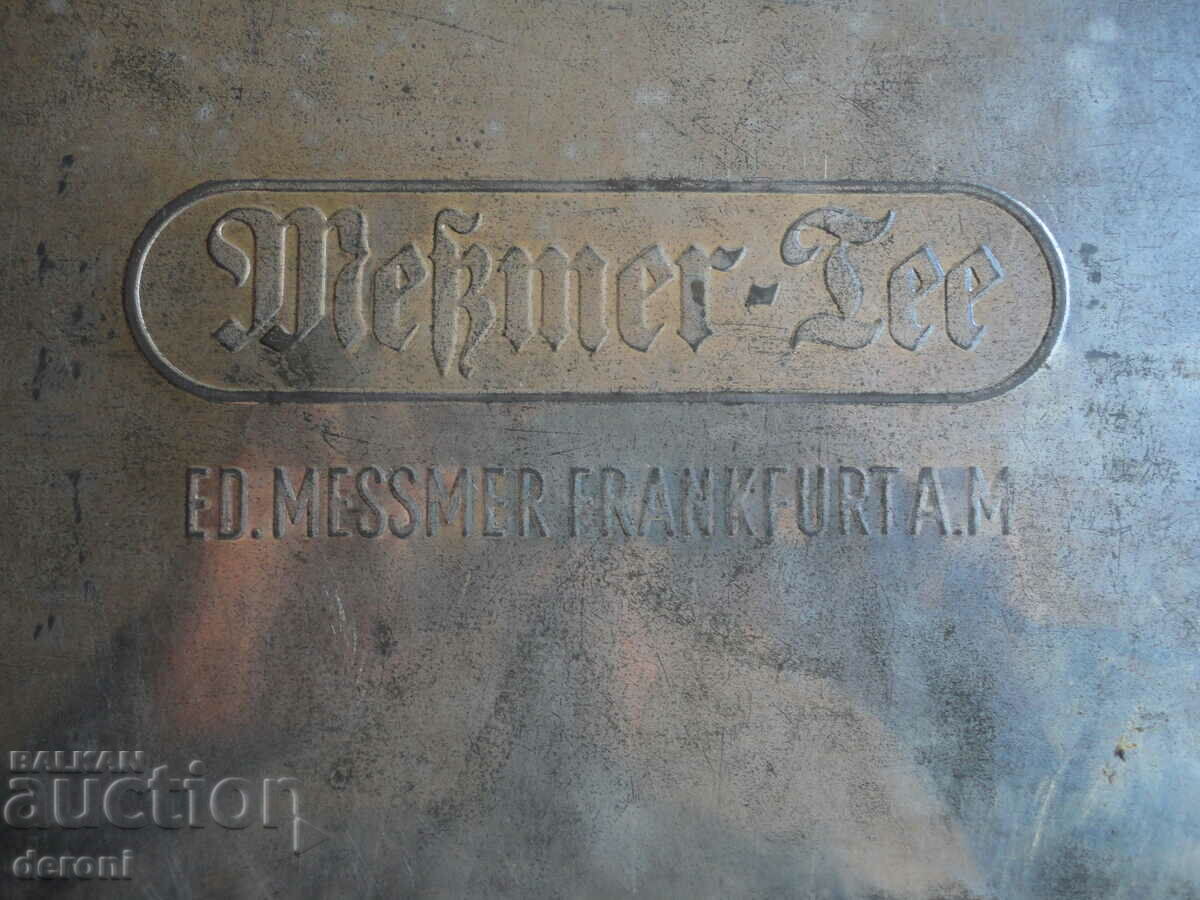 Meßmer-Tee
ED. MESSMER FRANKFURT A.M
BALKAN
auction
deroni